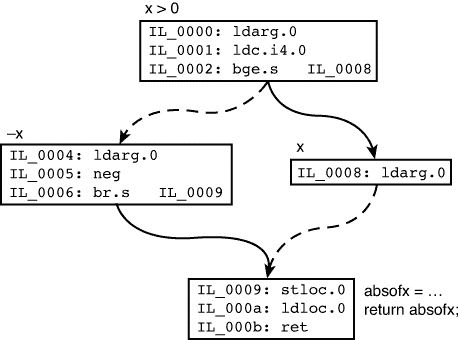 x > 0
IL_0000: ldarg.0
IL_0001: ldc.i4.0
IL_0002: bge.s IL_0008
–x
IL_0004: ldarg.0
IL_0005: neg
IL_0006: br.s IL_0009
x
IL_0008: ldarg.0
IL_0009: stloc.0 absofx = …
IL_000a: ldloc.0 return absofx;
IL_000b: ret